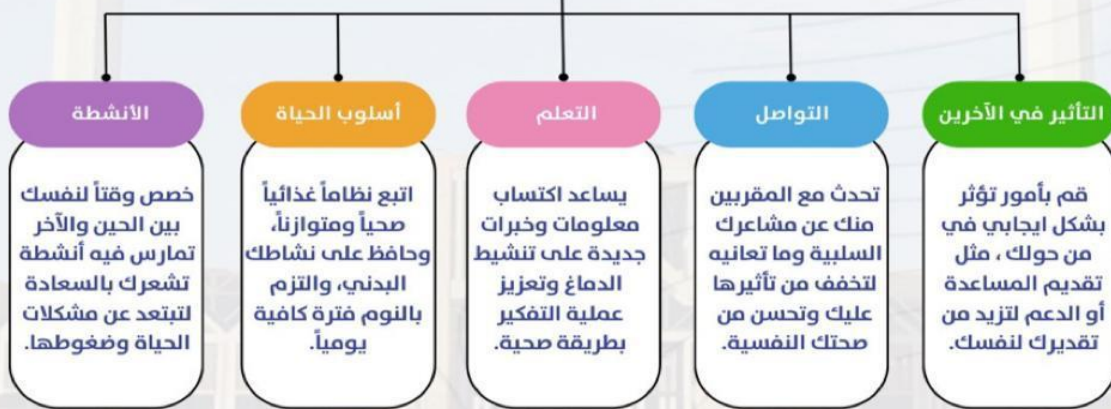 التأثير في الآخرين
قم بأمور تؤثر
بشكل ايجابي في
من حولك ، مثل
تقديم المساعدة
أو الدعم لتزيد من
تقديرك لنفسك.
التواصل
تحدث مع المقربين
منك عن مشاعرك
السلبية وما تعانيه
لتخفف من تأثيرها
عليك وتحسن من
صحتك النفسية.
التعلم
يساعد اكتساب
معلومات وخبرات
جديدة على تنشيط
الدماغ وتعزيز
عملية التفكير
بطريقة صحية.
أسلوب الحياة
اتبع نظاماً غذائياً
صحياً ومتوازناً،
وحافظ على نشاطك
البدني، والتزم
بالنوم فترة كافية
يومياً.
الأنشطة
خصص وقتاً لنفسك
بين الحين والآخر
تمارس فيه أنشطة
تشعرك بالسعادة
لتبتعد عن مشكلات
الحياة وضغوطها.